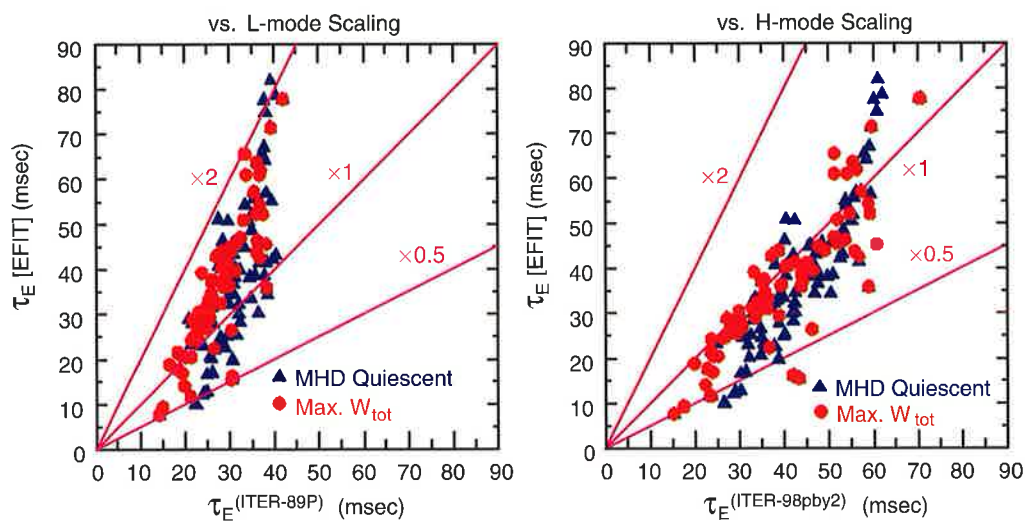 vs. L-mode Scaling
90
80
70
60
50
40
30
20
10
0
τE [EFIT] (msec)
×2
×1
×0.5
MHD Quiescent
Max. Wtot
0 10 20 30 40 50 60 70 80 90
τE(ITER-89P) (msec)
vs. H-mode Scaling
90
80
70
60
50
40
30
20
10
0
τE [EFIT] (msec)
×2
×1
×0.5
MHD Quiescent
Max. Wtot
0 10 20 30 40 50 60 70 80 90
τE(ITER-98pby2) (msec)